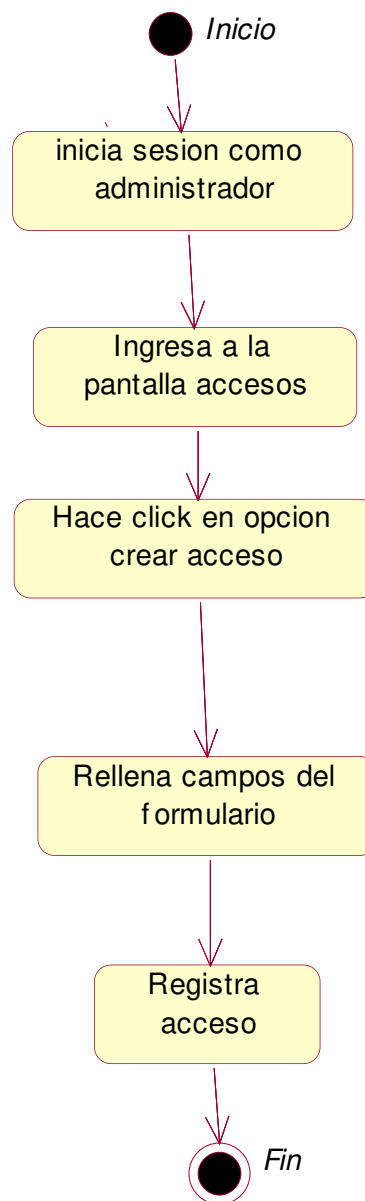 Inicio
inicia sesion como
administrador
Ingresa a la
pantalla accesos
Hace click en opcion
crear acceso
Rellena campos del
formulario
Registra
acceso
Fin